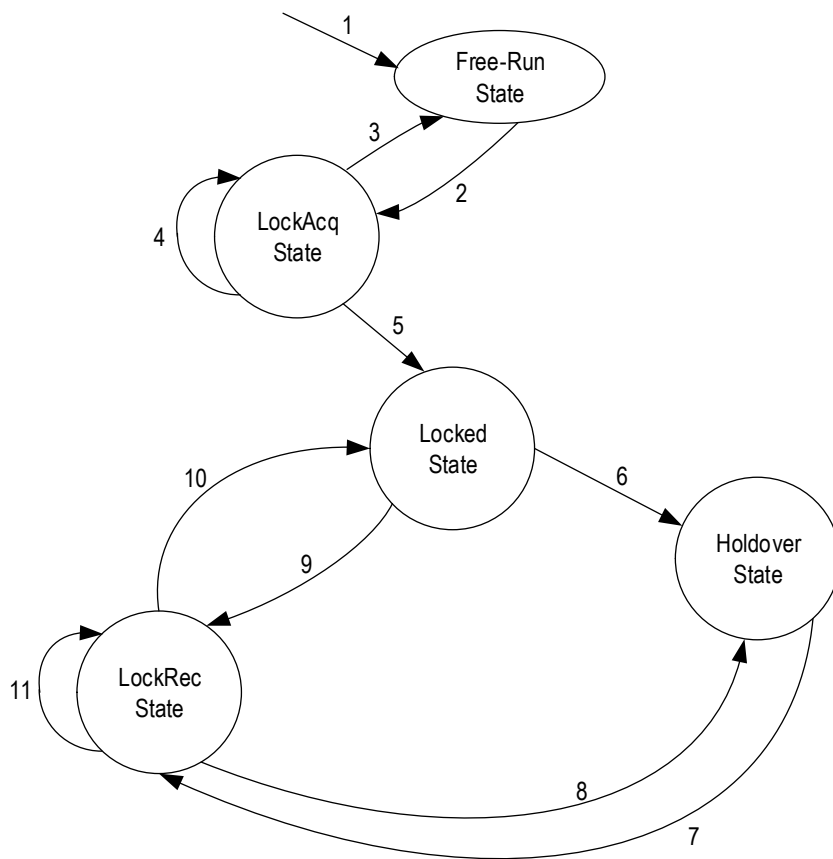 1
Free-Run
State
3
2
LockAcq
State
4
5
Locked
State
10
6
Holdover
State
9
LockRec
State
11
8
7